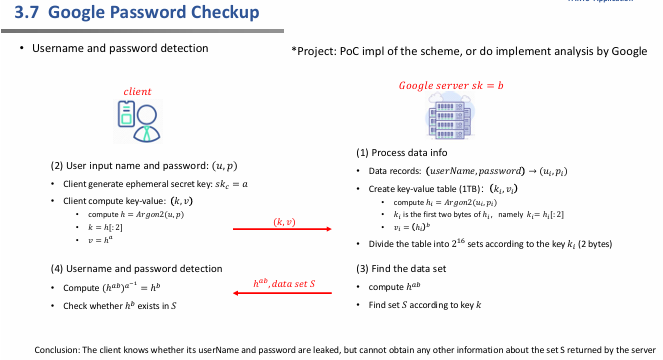 3.7 Google Password Checkup
• Username and password detection
*Project: PoC impl of the scheme, or do implement analysis by Google
client
Google server sk = b
(2) User input name and password: (u, p)
• Client generate ephemeral secret key: sk_c = a
• Client compute key-value: (k, v)
• compute h = Argon2(u, p)
• k = h[: 2]
• v = h^a
(k, v)
(1) Process data info
• Data records: (userName, password) → (u_i, p_i)
• Create key-value table (1TB): (k_i, v_i)
• compute h_i = Argon2(u_i, p_i)
• k_i is the first two bytes of h_i, namely k_i = h_i[: 2]
• v_i = (h_i)^b
• Divide the table into 2^16 sets according to the key k_i (2 bytes)
(4) Username and password detection
• Compute (h^ab)^a^-1 = h^b
• Check whether h^b exists in S
h^ab, data set S
(3) Find the data set
• compute h^ab
• Find set S according to key k
Conclusion: The client knows whether its userName and password are leaked, but cannot obtain any other information about the set S returned by the server